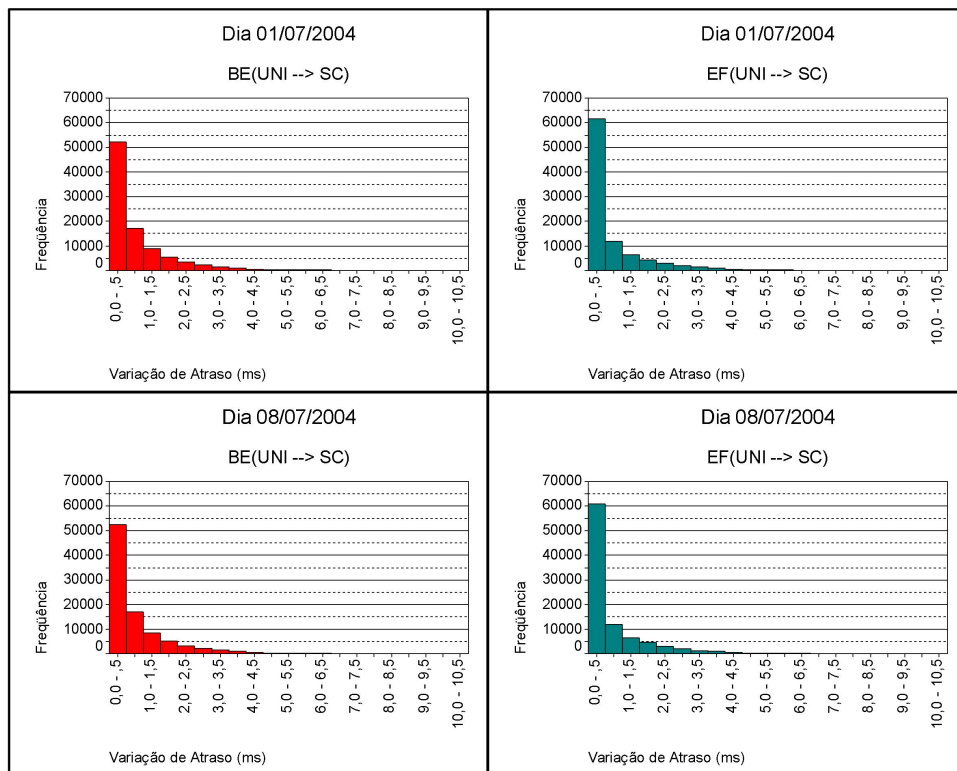 Dia 01/07/2004
BE(UNI --> SC)
Freqüência
70000
60000
50000
40000
30000
20000
10000
0
0,0 - ,5
1,0 - 1,5
2,0 - 2,5
3,0 - 3,5
4,0 - 4,5
5,0 - 5,5
6,0 - 6,5
7,0 - 7,5
8,0 - 8,5
9,0 - 9,5
10,0 - 10,5
Variação de Atraso (ms)
Dia 01/07/2004
EF(UNI --> SC)
Freqüência
70000
60000
50000
40000
30000
20000
10000
0
0,0 - ,5
1,0 - 1,5
2,0 - 2,5
3,0 - 3,5
4,0 - 4,5
5,0 - 5,5
6,0 - 6,5
7,0 - 7,5
8,0 - 8,5
9,0 - 9,5
10,0 - 10,5
Variação de Atraso (ms)
Dia 08/07/2004
BE(UNI --> SC)
Freqüência
70000
60000
50000
40000
30000
20000
10000
0
0,0 - ,5
1,0 - 1,5
2,0 - 2,5
3,0 - 3,5
4,0 - 4,5
5,0 - 5,5
6,0 - 6,5
7,0 - 7,5
8,0 - 8,5
9,0 - 9,5
10,0 - 10,5
Variação de Atraso (ms)
Dia 08/07/2004
EF(UNI --> SC)
Freqüência
70000
60000
50000
40000
30000
20000
10000
0
0,0 - ,5
1,0 - 1,5
2,0 - 2,5
3,0 - 3,5
4,0 - 4,5
5,0 - 5,5
6,0 - 6,5
7,0 - 7,5
8,0 - 8,5
9,0 - 9,5
10,0 - 10,5
Variação de Atraso (ms)